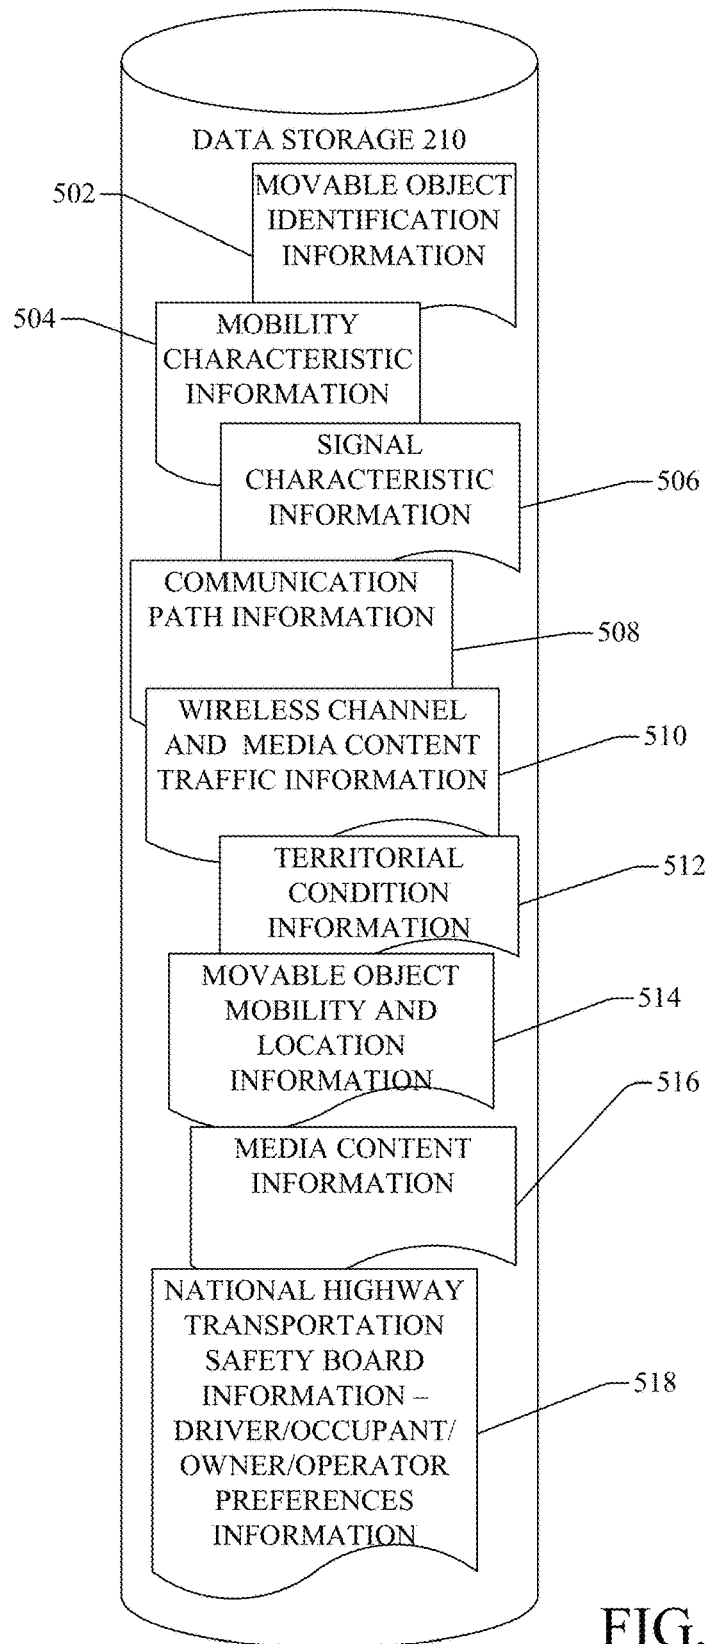 DATA STORAGE 210
502
MOVABLE OBJECT
IDENTIFICATION
INFORMATION
504
MOBILITY
CHARACTERISTIC
INFORMATION
SIGNAL
CHARACTERISTIC
INFORMATION
506
COMMUNICATION
PATH INFORMATION
508
WIRELESS CHANNEL
AND MEDIA CONTENT
TRAFFIC INFORMATION
510
TERRITORIAL
CONDITION
INFORMATION
512
MOVABLE OBJECT
MOBILITY AND
LOCATION
INFORMATION
514
MEDIA CONTENT
INFORMATION
516
NATIONAL HIGHWAY
TRANSPORTATION
SAFETY BOARD
INFORMATION –
DRIVER/OCCUPANT/
OWNER/OPERATOR
PREFERENCES
INFORMATION
518
FIG.